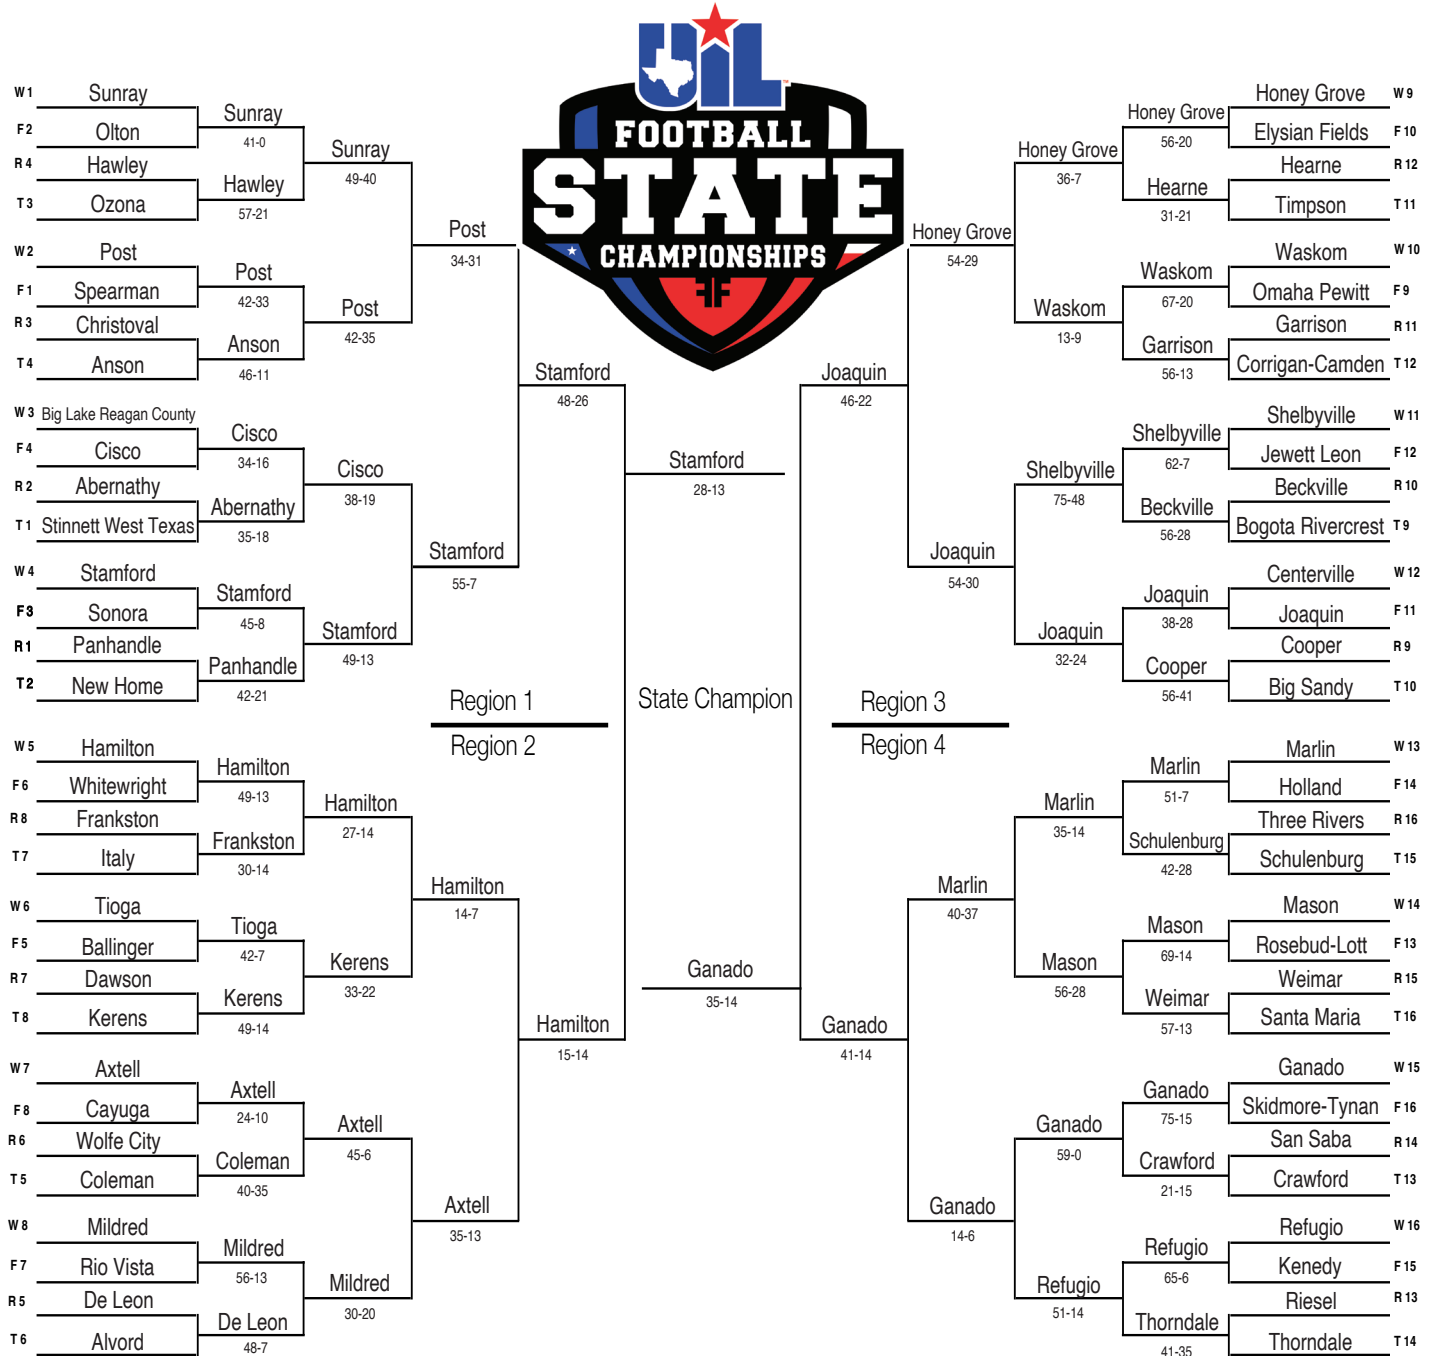 UIL
™
FOOTBALL
STATE
CHAMPIONSHIPS
W 1 Sunray
F 2 Olton
R 4 Hawley
T 3 Ozona
W 2 Post
F 1 Spearman
R 3 Christoval
T 4 Anson
W 3 Big Lake Reagan County
F 4 Cisco
R 2 Abernathy
T 1 Stinnett West Texas
W 4 Stamford
F 3 Sonora
R 1 Panhandle
T 2 New Home
W 5 Hamilton
F 6 Whitewright
R 8 Frankston
T 7 Italy
W 6 Tioga
F 5 Ballinger
R 7 Dawson
T 8 Kerens
W 7 Axtell
F 8 Cayuga
R 6 Wolfe City
T 5 Coleman
W 8 Mildred
F 7 Rio Vista
R 5 De Leon
T 6 Alvord
Sunray
41-0
Hawley
57-21
Post
42-33
Anson
46-11
Cisco
34-16
Abernathy
35-18
Stamford
45-8
Panhandle
42-21
Hamilton
49-13
Frankston
30-14
Tioga
42-7
Kerens
49-14
Axtell
24-10
Coleman
40-35
Mildred
56-13
De Leon
48-7
Sunray
49-40
Post
42-35
Cisco
38-19
Stamford
49-13
Hamilton
27-14
Kerens
33-22
Axtell
45-6
Mildred
30-20
Post
34-31
Stamford
55-7
Hamilton
14-7
Axtell
35-13
Region 1
Region 2
Stamford
48-26
Hamilton
15-14
Stamford
28-13
State Champion
Ganado
35-14
Joaquin
46-22
Ganado
41-14
Region 3
Region 4
Honey Grove
54-29
Joaquin
54-30
Marlin
40-37
Ganado
14-6
Honey Grove
36-7
Waskom
13-9
Shelbyville
75-48
Joaquin
32-24
Marlin
35-14
Mason
56-28
Ganado
59-0
Refugio
51-14
Honey Grove
56-20
Hearne
31-21
Waskom
67-20
Garrison
56-13
Shelbyville
62-7
Beckville
56-28
Joaquin
38-28
Cooper
56-41
Marlin
51-7
Schulenburg
42-28
Mason
69-14
Weimar
57-13
Ganado
75-15
Crawford
21-15
Refugio
65-6
Thorndale
41-35
Honey Grove W 9
Elysian Fields F 10
Hearne R 12
Timpson T 11
Waskom W 10
Omaha Pewitt F 9
Garrison R 11
Corrigan-Camden T 12
Shelbyville W 11
Jewett Leon F 12
Beckville R 10
Bogota Rivercrest T 9
Centerville W 12
Joaquin F 11
Cooper R 9
Big Sandy T 10
Marlin W 13
Holland F 14
Three Rivers R 16
Schulenburg T 15
Mason W 14
Rosebud-Lott F 13
Weimar R 15
Santa Maria T 16
Ganado W 15
Skidmore-Tynan F 16
San Saba R 14
Crawford T 13
Refugio W 16
Kenedy F 15
Riesel R 13
Thorndale T 14